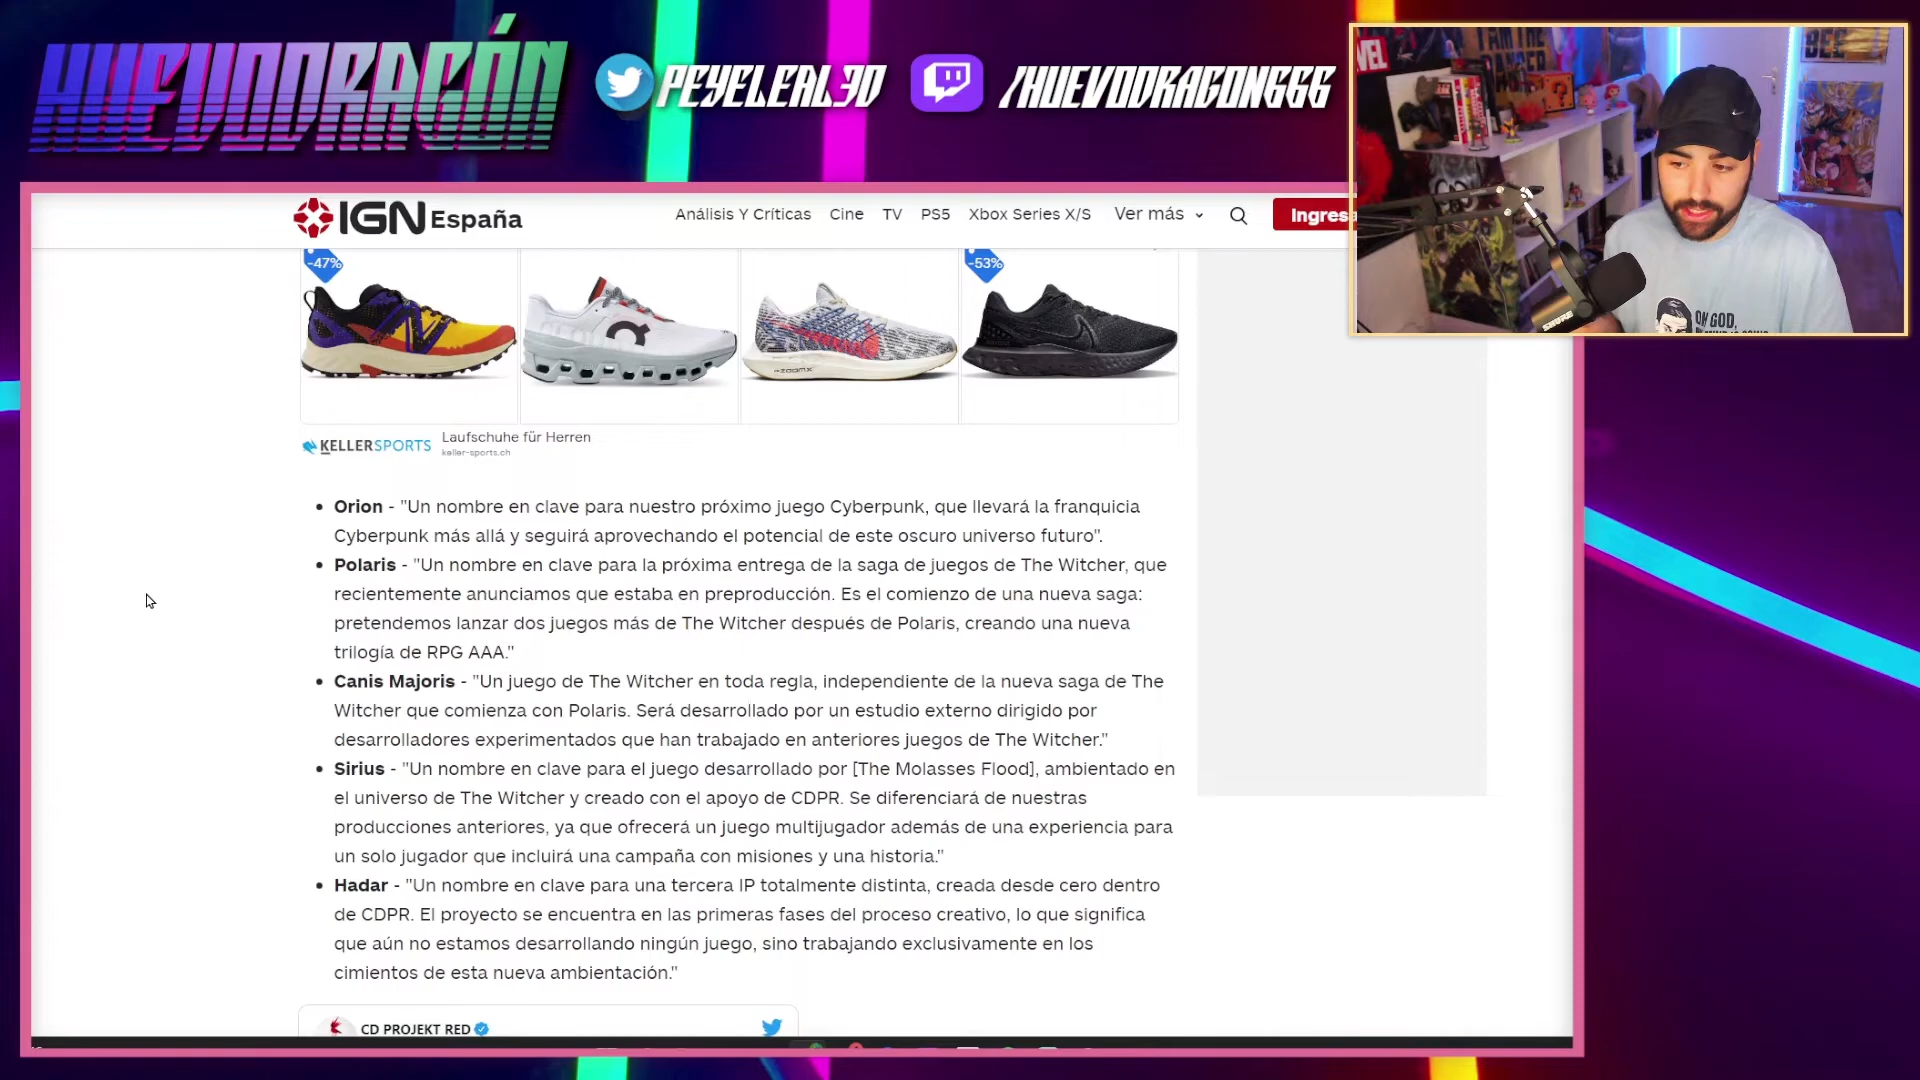 HUEVODRAGÓN
PEYELEAL3D
/HUEVODRAGON666
IGN España
Análisis Y Críticas
Cine
TV
PS5
Xbox Series X/S
Ver más
Ingresa
-47%
-53%
ZOOMX
KELLERSPORTS
Laufschuhe für Herren
keller-sports.ch
SHURE
OH GOD,
Orion - "Un nombre en clave para nuestro próximo juego Cyberpunk, que llevará la franquicia
Cyberpunk más allá y seguirá aprovechando el potencial de este oscuro universo futuro".
Polaris - "Un nombre en clave para la próxima entrega de la saga de juegos de The Witcher, que
recientemente anunciamos que estaba en preproducción. Es el comienzo de una nueva saga:
pretendemos lanzar dos juegos más de The Witcher después de Polaris, creando una nueva
trilogía de RPG AAA."
Canis Majoris - "Un juego de The Witcher en toda regla, independiente de la nueva saga de The
Witcher que comienza con Polaris. Será desarrollado por un estudio externo dirigido por
desarrolladores experimentados que han trabajado en anteriores juegos de The Witcher."
Sirius - "Un nombre en clave para el juego desarrollado por [The Molasses Flood], ambientado en
el universo de The Witcher y creado con el apoyo de CDPR. Se diferenciará de nuestras
producciones anteriores, ya que ofrecerá un juego multijugador además de una experiencia para
un solo jugador que incluirá una campaña con misiones y una historia."
Hadar - "Un nombre en clave para una tercera IP totalmente distinta, creada desde cero dentro
de CDPR. El proyecto se encuentra en las primeras fases del proceso creativo, lo que significa
que aún no estamos desarrollando ningún juego, sino trabajando exclusivamente en los
cimientos de esta nueva ambientación."
CD PROJEKT RED